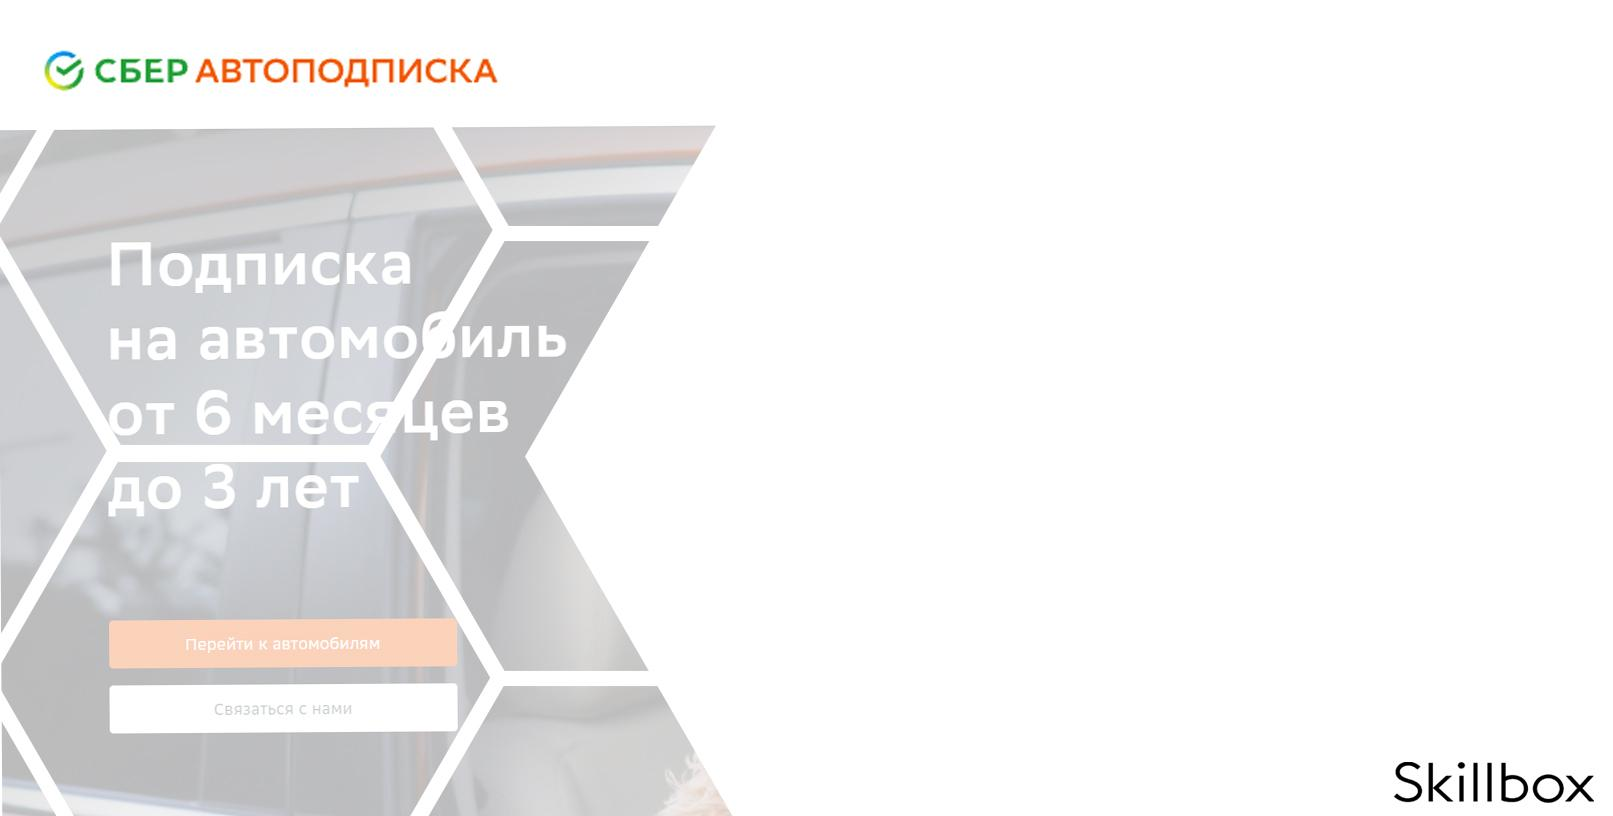 СБЕР АВТОПОДПИСКА
Подписка
на автомобиль
от 6 месяцев
до 3 лет
Перейти к автомобилям
Связаться с нами
Skillbox